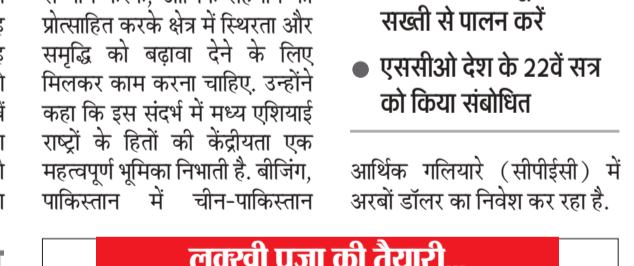 प्रोत्साहित करके क्षेत्र में स्थिरता और
समृद्धि को बढ़ावा देने के लिए
मिलकर काम करना चाहिए. उन्होंने
कहा कि इस संदर्भ में मध्य एशियाई
राष्ट्रों के हितों की केंद्रीयता एक
महत्वपूर्ण भूमिका निभाती है. बीजिंग,
पाकिस्तान में चीन-पाकिस्तान
सख्ती से पालन करें
● एससीओ देश के 22वें सत्र
को किया संबोधित
आर्थिक गलियारे (सीपीईसी) में
अरबों डॉलर का निवेश कर रहा है.
की तैयारी...